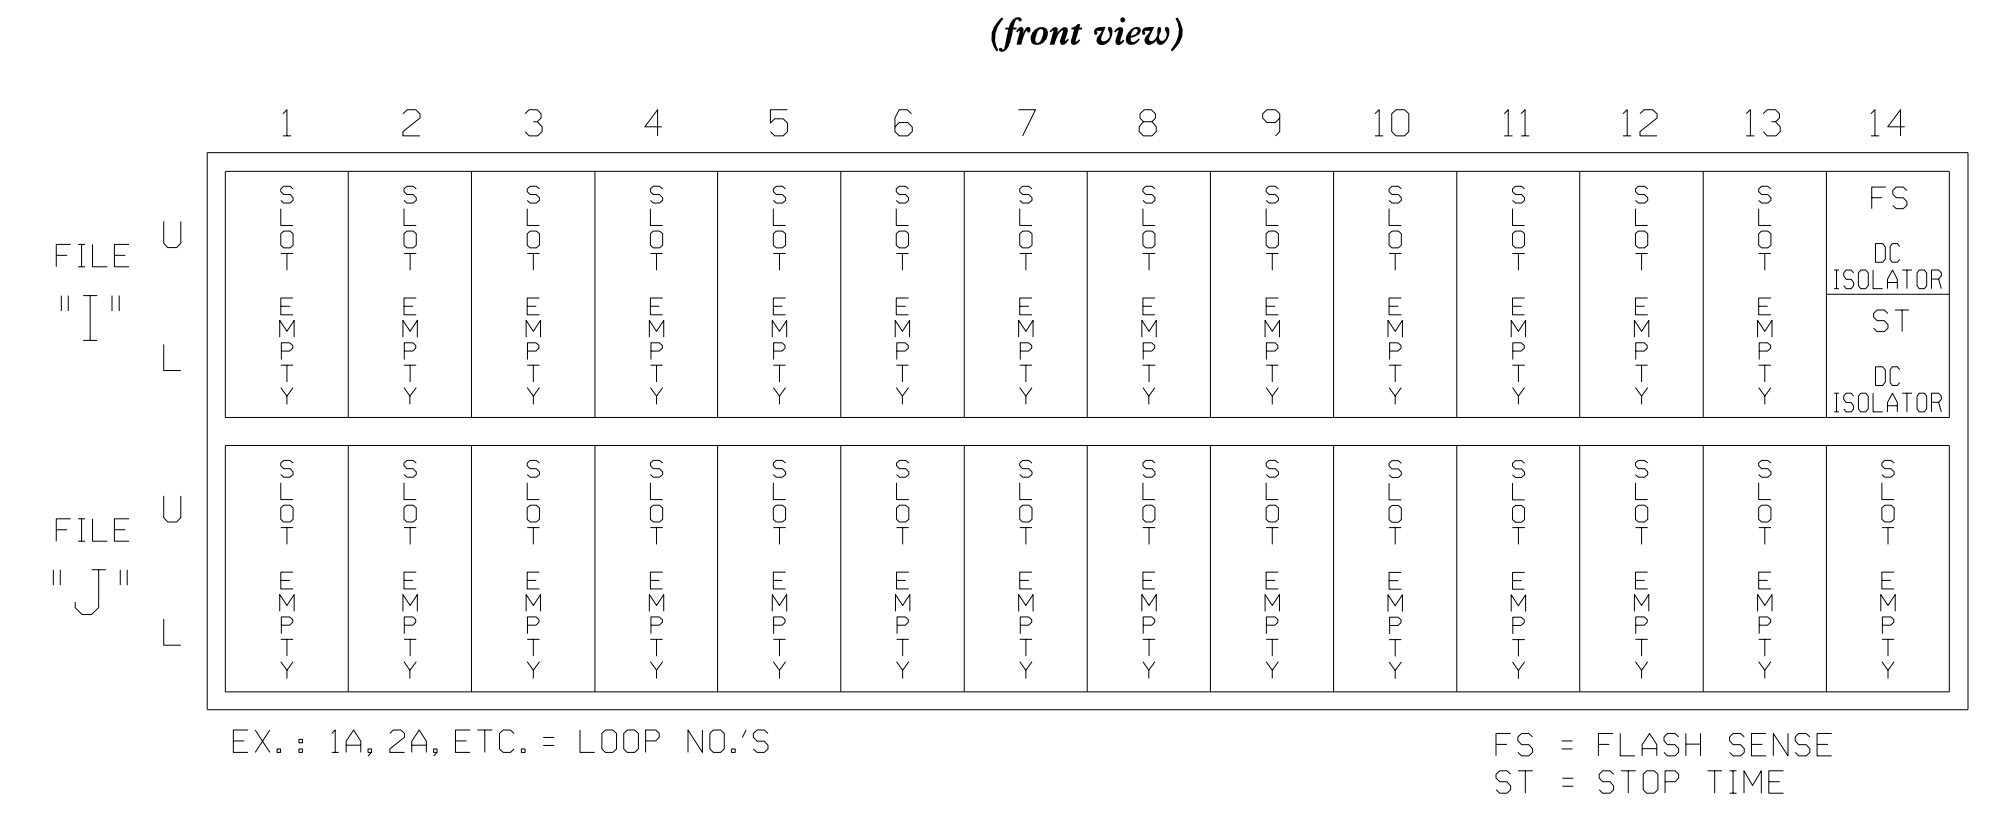 (front view)
1 2 3 4 5 6 7 8 9 10 11 12 13 14
FILE "I"
U
L
SLOT EMPTY
SLOT EMPTY
SLOT EMPTY
SLOT EMPTY
SLOT EMPTY
SLOT EMPTY
SLOT EMPTY
SLOT EMPTY
SLOT EMPTY
SLOT EMPTY
SLOT EMPTY
SLOT EMPTY
SLOT EMPTY
FS
DC
ISOLATOR
ST
DC
ISOLATOR
FILE "J"
U
L
SLOT EMPTY
SLOT EMPTY
SLOT EMPTY
SLOT EMPTY
SLOT EMPTY
SLOT EMPTY
SLOT EMPTY
SLOT EMPTY
SLOT EMPTY
SLOT EMPTY
SLOT EMPTY
SLOT EMPTY
SLOT EMPTY
SLOT EMPTY
EX.: 1A, 2A, ETC. = LOOP NO.'S
FS = FLASH SENSE
ST = STOP TIME